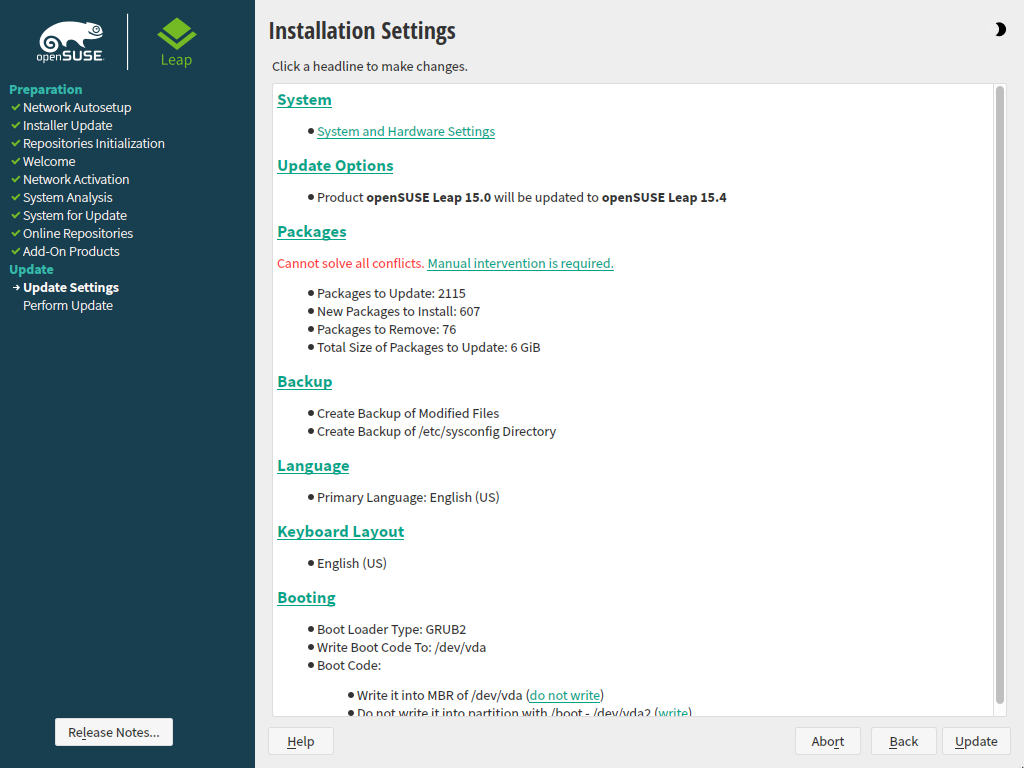 openSUSE
Leap
Preparation
Network Autosetup
Installer Update
Repositories Initialization
Welcome
Network Activation
System Analysis
System for Update
Online Repositories
Add-On Products
Update
Update Settings
Perform Update
Release Notes...
Installation Settings
Click a headline to make changes.
System
System and Hardware Settings
Update Options
Product openSUSE Leap 15.0 will be updated to openSUSE Leap 15.4
Packages
Cannot solve all conflicts. Manual intervention is required.
Packages to Update: 2115
New Packages to Install: 607
Packages to Remove: 76
Total Size of Packages to Update: 6 GiB
Backup
Create Backup of Modified Files
Create Backup of /etc/sysconfig Directory
Language
Primary Language: English (US)
Keyboard Layout
English (US)
Booting
Boot Loader Type: GRUB2
Write Boot Code To: /dev/vda
Boot Code:
Write it into MBR of /dev/vda (do not write)
Do not write it into partition with /boot - /dev/vda2 (write)
Help
Abort
Back
Update